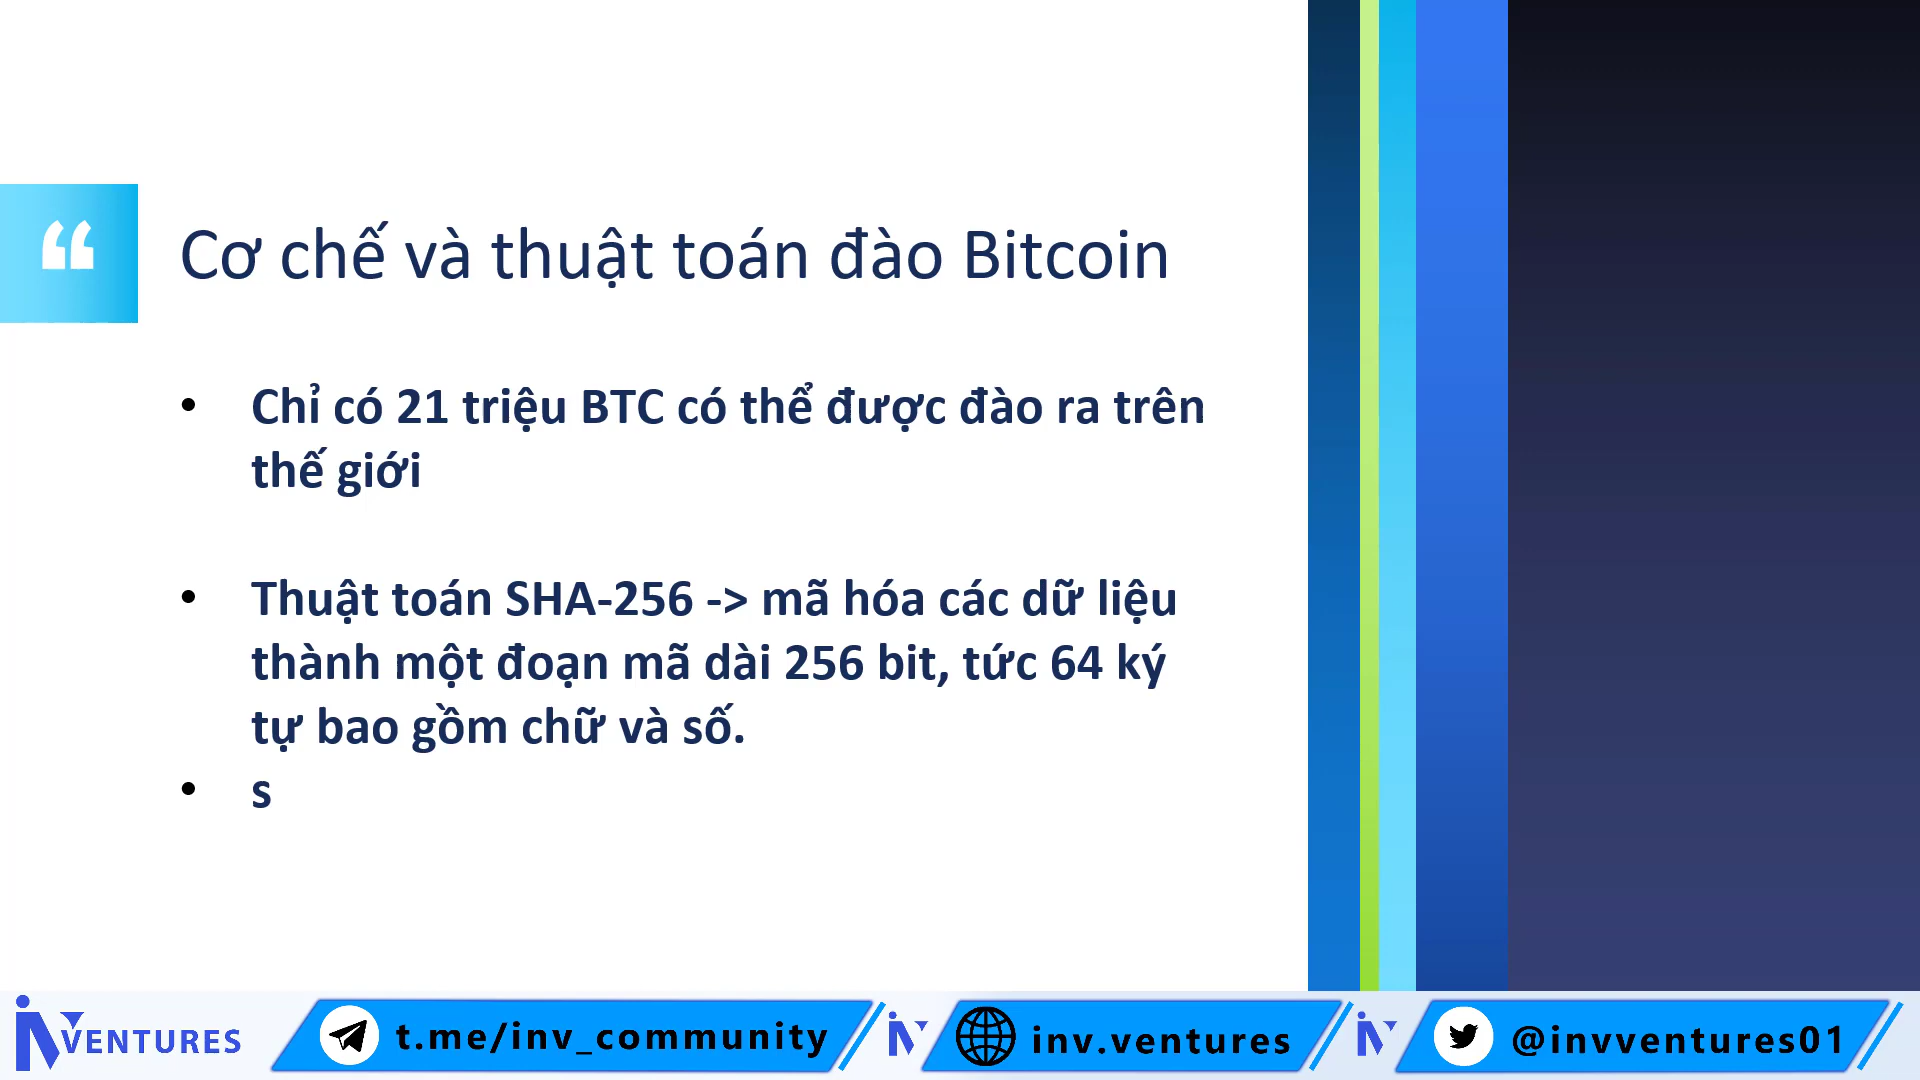 “
Cơ chế và thuật toán đào Bitcoin
• Chỉ có 21 triệu BTC có thể được đào ra trên
thế giới
• Thuật toán SHA-256 -> mã hóa các dữ liệu
thành một đoạn mã dài 256 bit, tức 64 ký
tự bao gồm chữ và số.
• s
INVENTURES
t.me/inv_community
inv.ventures
@invventures01